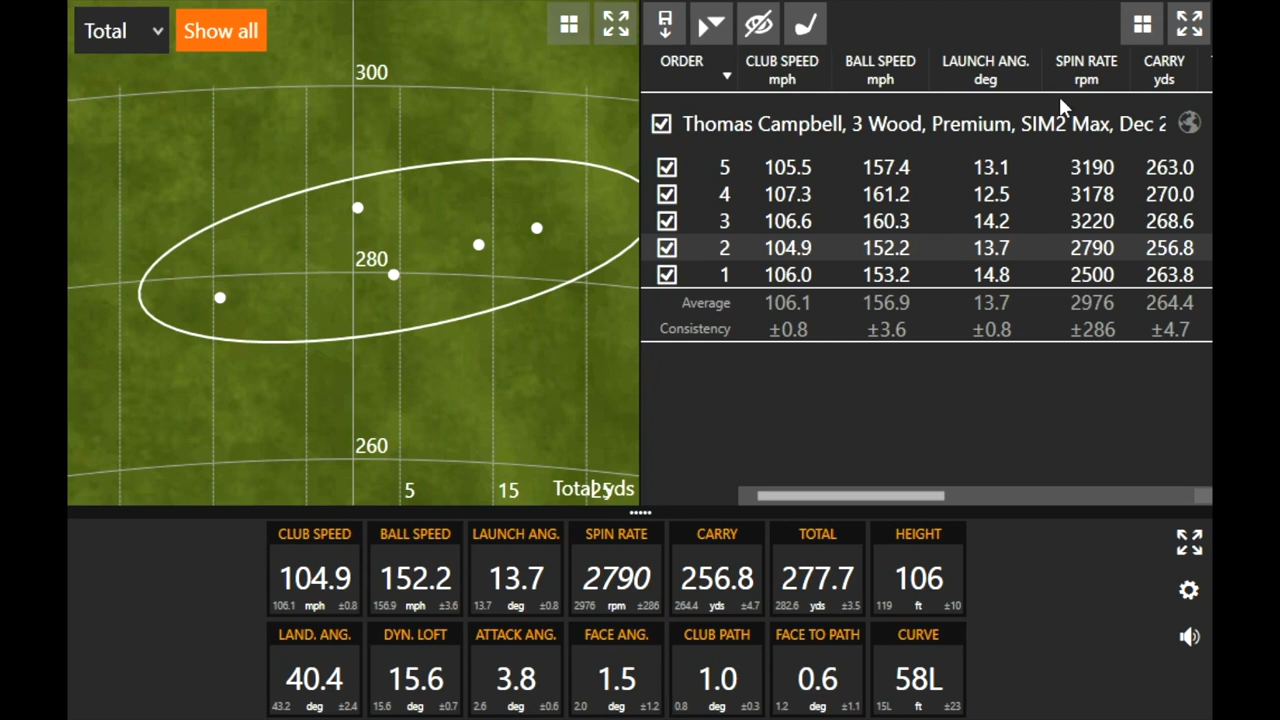 Total Show all
300
280
260
5 15 25
Total yds
ORDER CLUB SPEED BALL SPEED LAUNCH ANG. SPIN RATE CARRY
mph mph deg rpm yds
Thomas Campbell, 3 Wood, Premium, SIM2 Max, Dec 2
5 105.5 157.4 13.1 3190 263.0
4 107.3 161.2 12.5 3178 270.0
3 106.6 160.3 14.2 3220 268.6
2 104.9 152.2 13.7 2790 256.8
1 106.0 153.2 14.8 2500 263.8
Average 106.1 156.9 13.7 2976 264.4
Consistency ±0.8 ±3.6 ±0.8 ±286 ±4.7
CLUB SPEED BALL SPEED LAUNCH ANG. SPIN RATE CARRY TOTAL HEIGHT
104.9 152.2 13.7 2790 256.8 277.7 106
106.1 mph ±0.8 156.9 mph ±3.6 13.7 deg ±0.8 2976 rpm ±286 264.4 yds ±4.7 282.6 yds ±3.5 119 ft ±10
LAND. ANG. DYN. LOFT ATTACK ANG. FACE ANG. CLUB PATH FACE TO PATH CURVE
40.4 15.6 3.8 1.5 1.0 0.6 58L
43.2 deg ±2.4 15.6 deg ±0.7 2.6 deg ±0.6 2.0 deg ±1.2 0.8 deg ±0.3 1.2 deg ±1.1 15L ft ±23